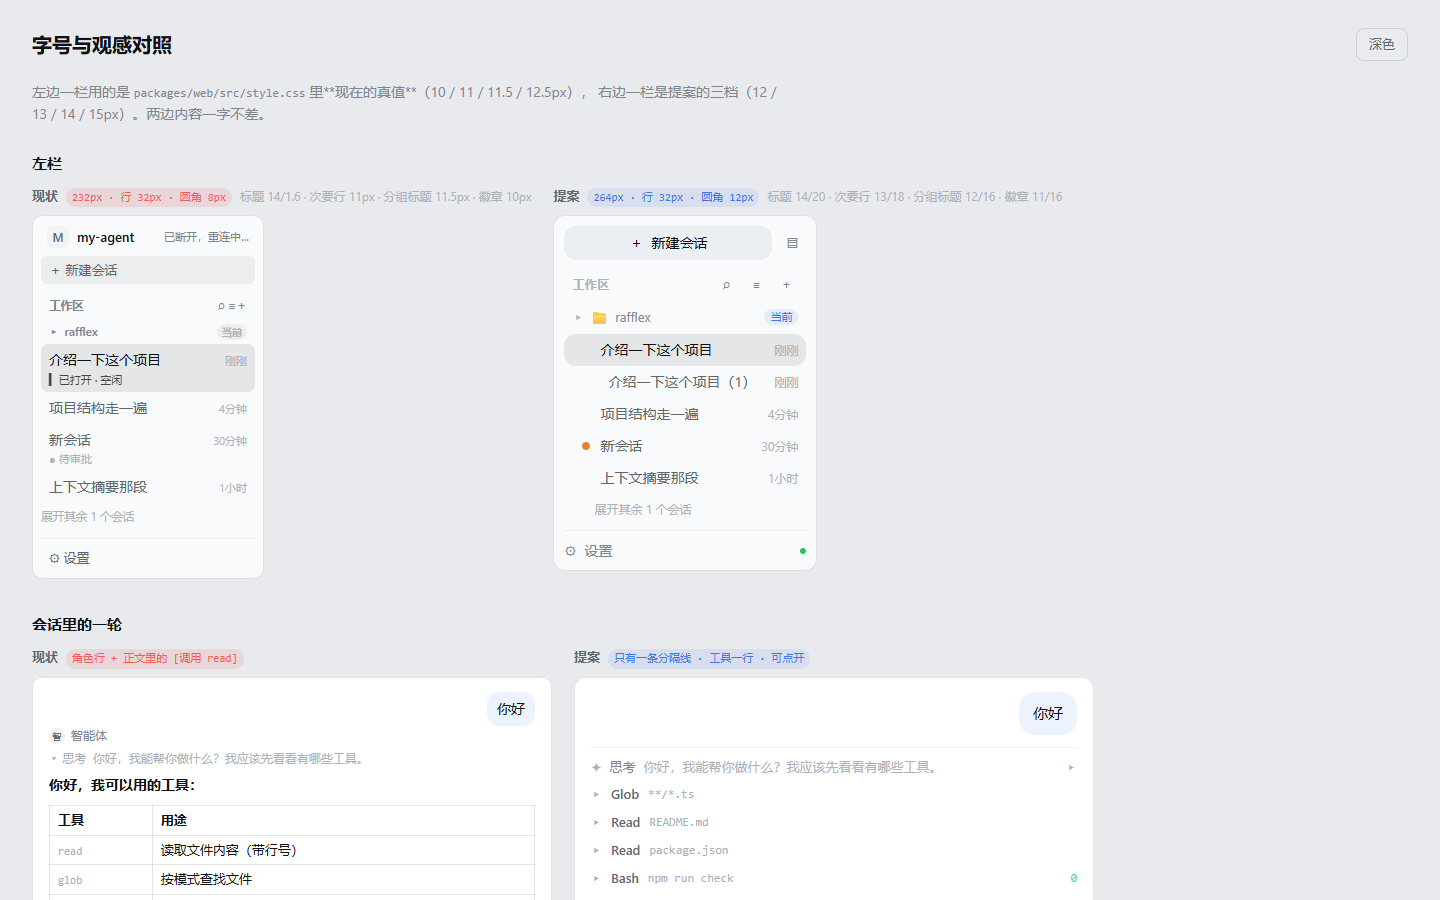 字号与观感对照
深色
左边一栏用的是 packages/web/src/style.css 里**现在的真值**（10 / 11 / 11.5 / 12.5px）， 右边一栏是提案的三档（12 /
13 / 14 / 15px）。两边内容一字不差。
左栏
现状 232px · 行 32px · 圆角 8px 标题 14/1.6 · 次要行 11px · 分组标题 11.5px · 徽章 10px
M my-agent 已断开，重连中...
+ 新建会话
工作区
rafflex 当前
介绍一下这个项目 刚刚
已打开 · 空闲
项目结构走一遍 4分钟
新会话 30分钟
待审批
上下文摘要那段 1小时
展开其余 1 个会话
设置
提案 264px · 行 32px · 圆角 12px 标题 14/20 · 次要行 13/18 · 分组标题 12/16 · 徽章 11/16
+ 新建会话
工作区
rafflex 当前
介绍一下这个项目 刚刚
介绍一下这个项目（1） 刚刚
项目结构走一遍 4分钟
新会话 30分钟
上下文摘要那段 1小时
展开其余 1 个会话
设置
会话里的一轮
现状 角色行 + 正文里的 [调用 read]
你好
智 智能体
思考 你好，我能帮你做什么？我应该先看看有哪些工具。
你好，我可以用的工具：
工具 用途
read 读取文件内容（带行号）
glob 按模式查找文件
提案 只有一条分隔线 · 工具一行 · 可点开
你好
思考 你好，我能帮你做什么？我应该先看看有哪些工具。
Glob **/*.ts
Read README.md
Read package.json
Bash npm run check 0